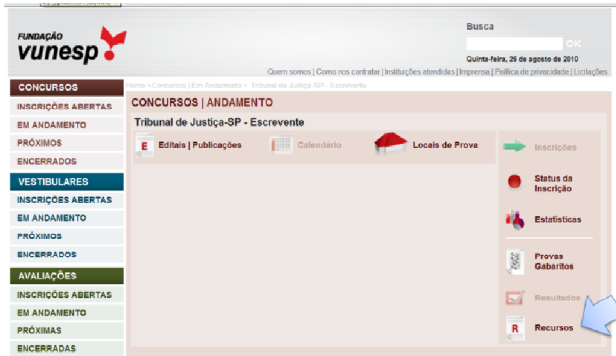 FUNDAÇÃO
vunesp
Busca
OK
Quinta-feira, 26 de agosto de 2010
Quem somos | Como nos contratar | Instituições atendidas | Imprensa | Política de privacidade | Licitações
Home > Concursos | Em Andamento > Tribunal de Justiça-SP - Escrevente
CONCURSOS
INSCRIÇÕES ABERTAS
EM ANDAMENTO
PRÓXIMOS
ENCERRADOS
VESTIBULARES
INSCRIÇÕES ABERTAS
EM ANDAMENTO
PRÓXIMOS
ENCERRADOS
AVALIAÇÕES
INSCRIÇÕES ABERTAS
EM ANDAMENTO
PRÓXIMAS
ENCERRADAS
CONCURSOS | ANDAMENTO
Tribunal de Justiça-SP - Escrevente
E Editais | Publicações
Calendário
Locais de Prova
Inscrições
Status da
Inscrição
Estatísticas
Provas
Gabaritos
Resultados
R Recursos